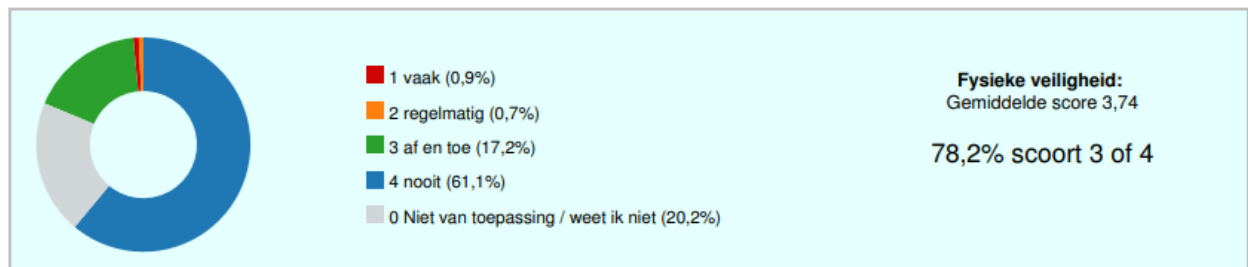 1 vaak (0,9%)
2 regelmatig (0,7%)
3 af en toe (17,2%)
4 nooit (61,1%)
0 Niet van toepassing / weet ik niet (20,2%)
Fysieke veiligheid:
Gemiddelde score 3,74
78,2% scoort 3 of 4